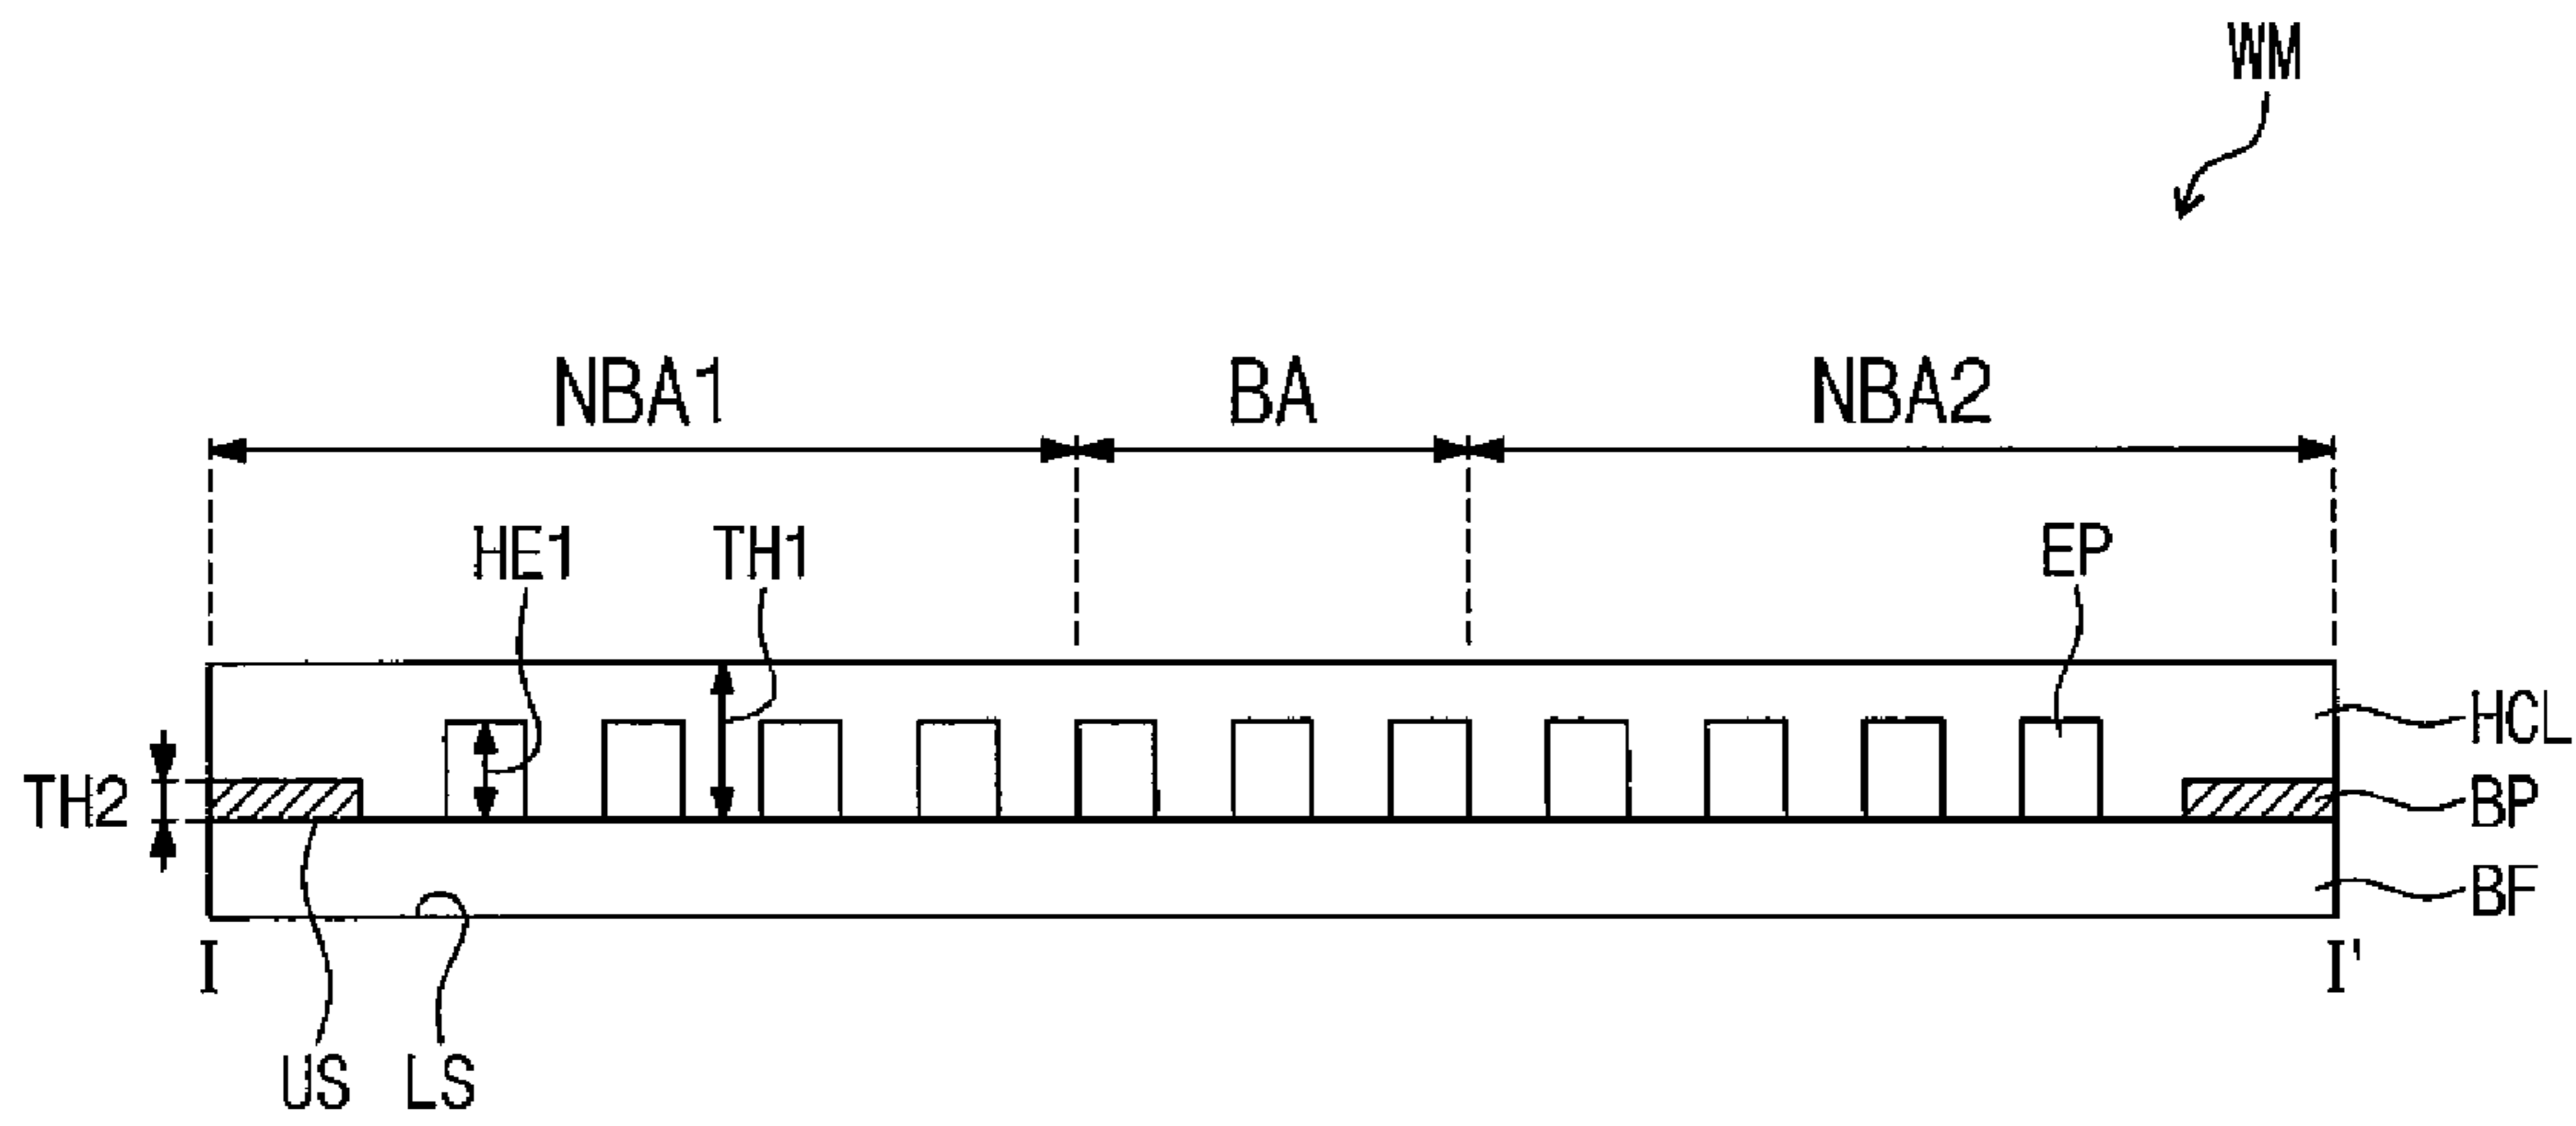 WM
NBA1 BA NBA2
HE1 TH1 EP
HCL
TH2 BP
BF
I I'
US LS